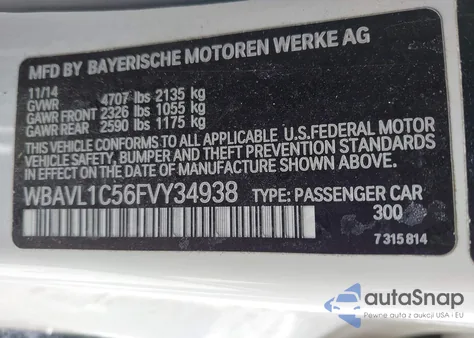 MFD BY BAYERISCHE MOTOREN WERKE AG
11/14
GVWR 4707 lbs 2135 kg
GAWR FRONT 2326 lbs 1055 kg
GAWR REAR 2590 lbs 1175 kg
THIS CAR CONFORMS TO ALL APPLICABLE U.S.FEDERAL MOTOR
VEHICLE SAFETY, BUMPER, AND THEFT PREVENTION STANDARDS
IN EFFECT ON THE DATE OF MANUFACTURE SHOWN ABOVE.
WBAVL1C56FVY34938 TYPE: PASSENGER CAR
300
7 315 814
autoSnap
Pewne auta z aukcji USA i EU